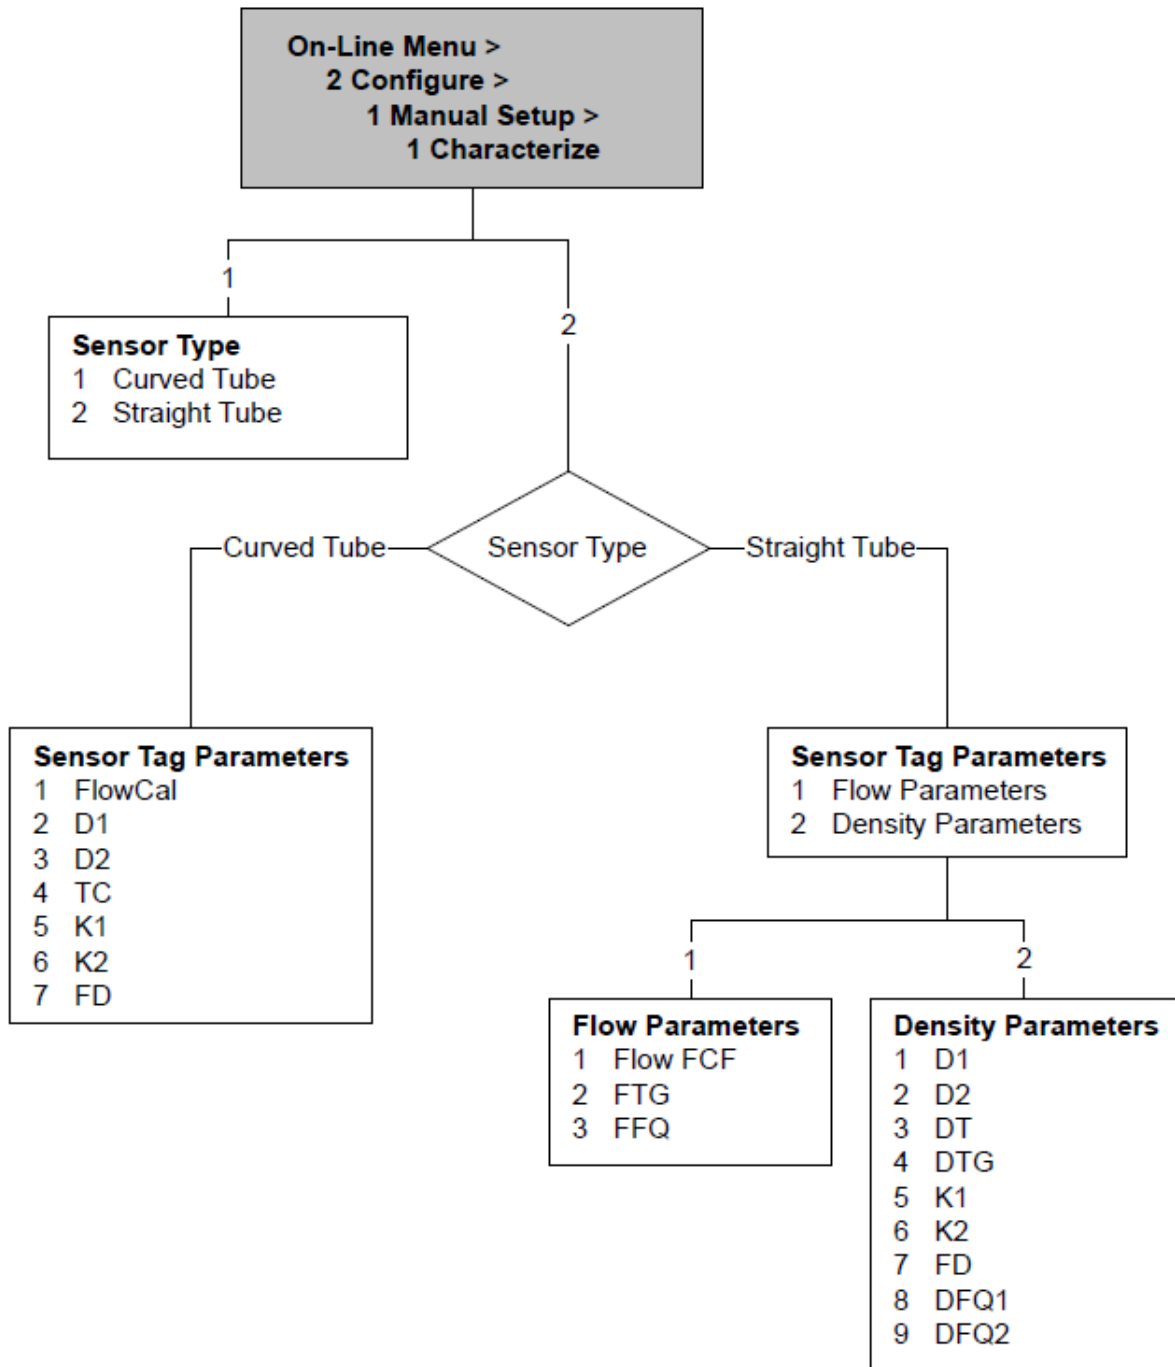 On-Line Menu >
2 Configure >
1 Manual Setup >
1 Characterize
1
2
Sensor Type
1 Curved Tube
2 Straight Tube
Curved Tube
Sensor Type
Straight Tube
Sensor Tag Parameters
1 FlowCal
2 D1
3 D2
4 TC
5 K1
6 K2
7 FD
Sensor Tag Parameters
1 Flow Parameters
2 Density Parameters
1
2
Flow Parameters
1 Flow FCF
2 FTG
3 FFQ
Density Parameters
1 D1
2 D2
3 DT
4 DTG
5 K1
6 K2
7 FD
8 DFQ1
9 DFQ2